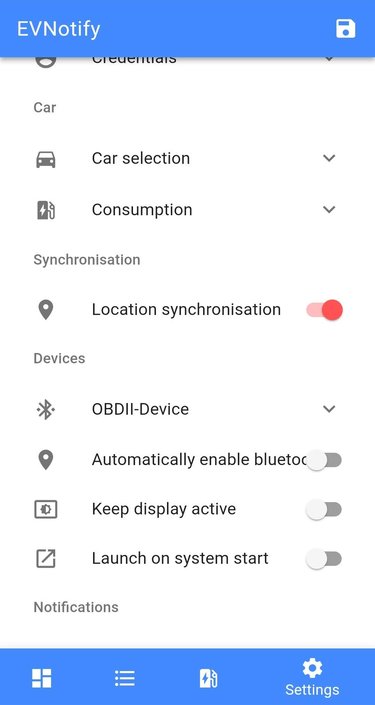 EVNotify
Credentials
Car
Car selection
Consumption
Synchronisation
Location synchronisation
Devices
OBDII-Device
Automatically enable bluetoo
Keep display active
Launch on system start
Notifications
Settings